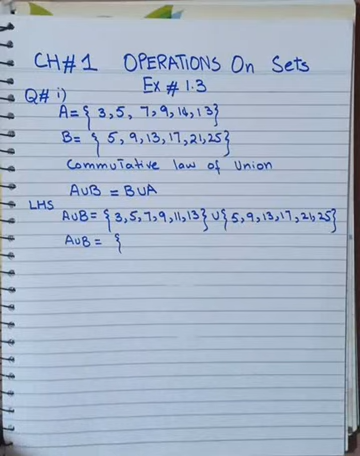 CH#1 OPERATIONS On Sets
Ex # 1.3
Q# i)
A={ 3,5, 7,9,11,13}
B= { 5,9,13,17,21,25}
Commutative law of Union
A∪B = B∪A
LHS
A∪B= {3,5,7,9,11,13} ∪ {5,9,13,17,21,25}
A∪B= {